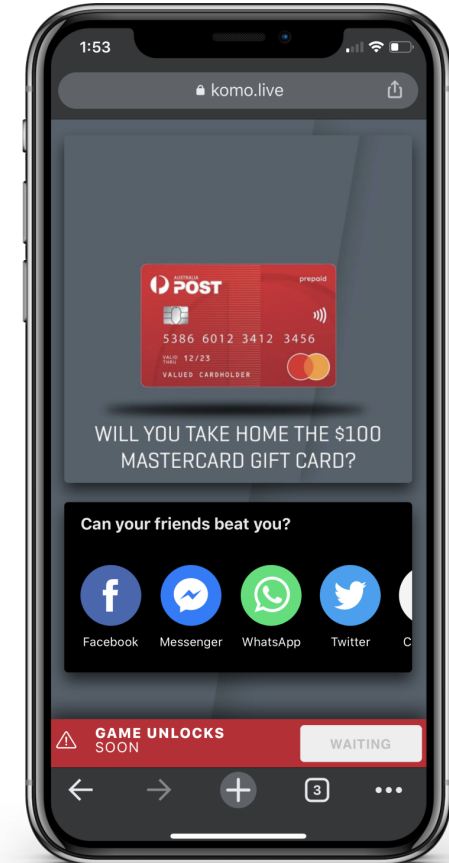 1:53
komo.live
AUSTRALIA
POST
prepaid
5386 6012 3412 3456
VALID THRU 12/23
VALUED CARDHOLDER
WILL YOU TAKE HOME THE $100
MASTERCARD GIFT CARD?
Can your friends beat you?
Facebook Messenger WhatsApp Twitter C
GAME UNLOCKS
SOON
WAITING
3